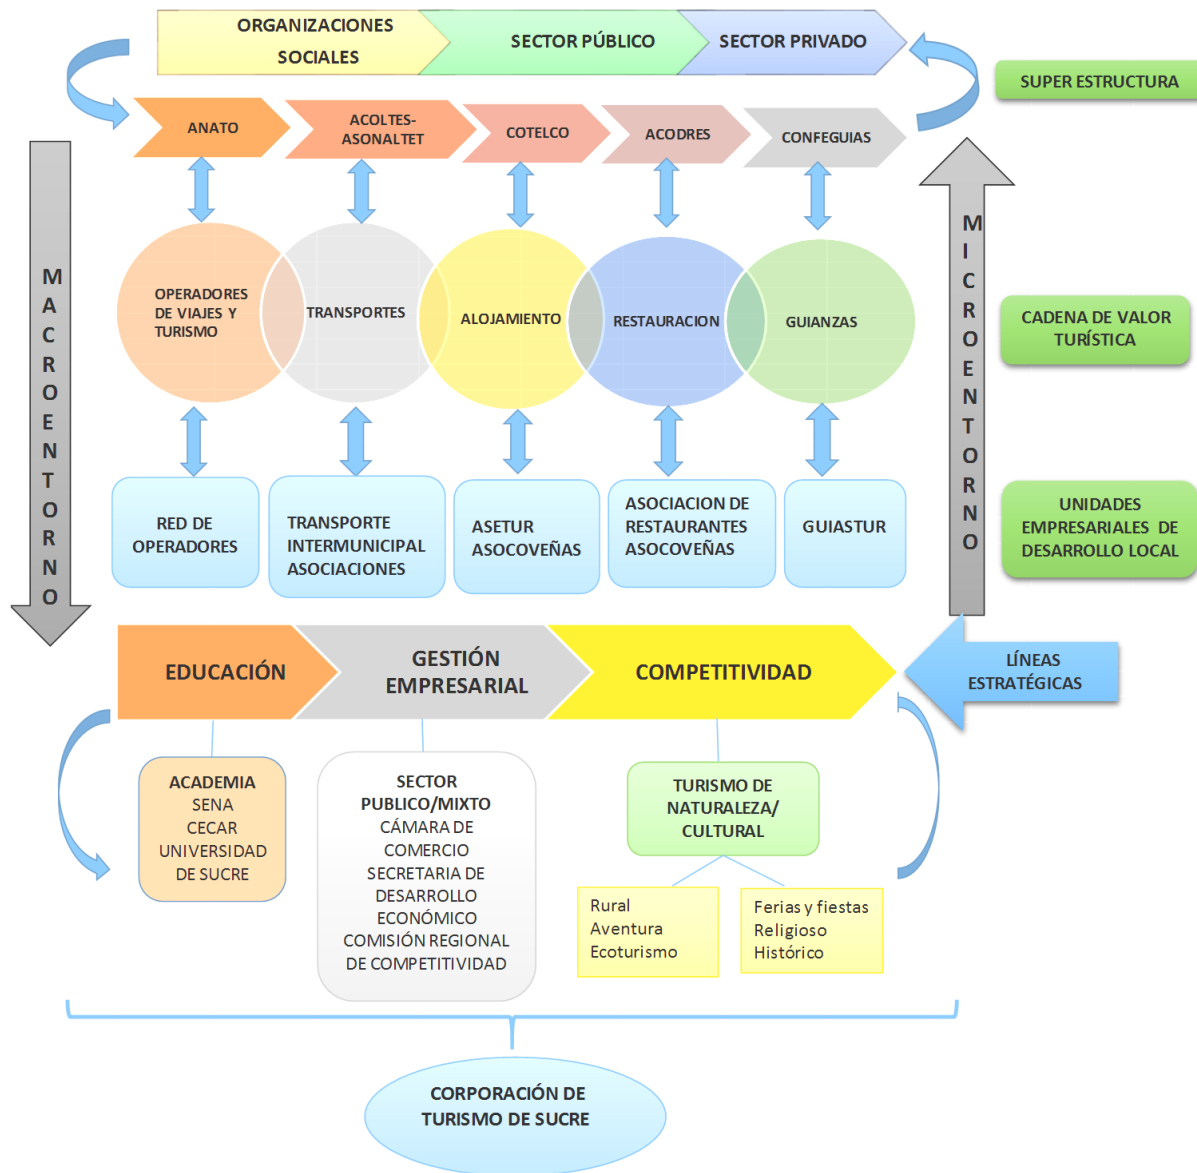 ORGANIZACIONES
SOCIALES
SECTOR PÚBLICO
SECTOR PRIVADO
SUPER ESTRUCTURA
ANATO
ACOLTES-
ASONALTET
COTELCO
ACODRES
CONFEGUIAS
MACROENTORNO
MICROENTORNO
OPERADORES
DE VIAJES Y
TURISMO
TRANSPORTES
ALOJAMIENTO
RESTAURACION
GUIANZAS
CADENA DE VALOR
TURÍSTICA
RED DE
OPERADORES
TRANSPORTE
INTERMUNICIPAL
ASOCIACIONES
ASETUR
ASOCOVEÑAS
ASOCIACION DE
RESTAURANTES
ASOCOVEÑAS
GUIASTUR
UNIDADES
EMPRESARIALES DE
DESARROLLO LOCAL
EDUCACIÓN
GESTIÓN
EMPRESARIAL
COMPETITIVIDAD
LÍNEAS
ESTRATÉGICAS
ACADEMIA
SENA
CECAR
UNIVERSIDAD
DE SUCRE
SECTOR
PUBLICO/MIXTO
CÁMARA DE
COMERCIO
SECRETARIA DE
DESARROLLO
ECONÓMICO
COMISIÓN REGIONAL
DE COMPETITIVIDAD
TURISMO DE
NATURALEZA/
CULTURAL
Rural
Aventura
Ecoturismo
Ferias y fiestas
Religioso
Histórico
CORPORACIÓN DE
TURISMO DE SUCRE